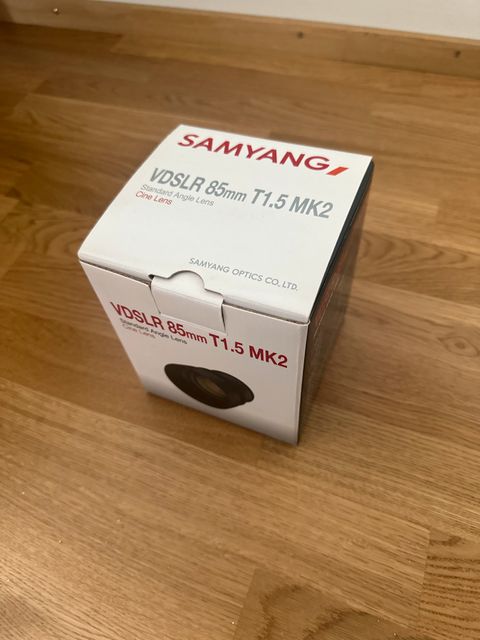 SAMYANG
VDSLR 85mm T1.5 MK2
Standard Angle Lens
Cine Lens
SAMYANG OPTICS CO., LTD.
VDSLR 85mm T1.5 MK2
Standard Angle Lens
Cine Lens